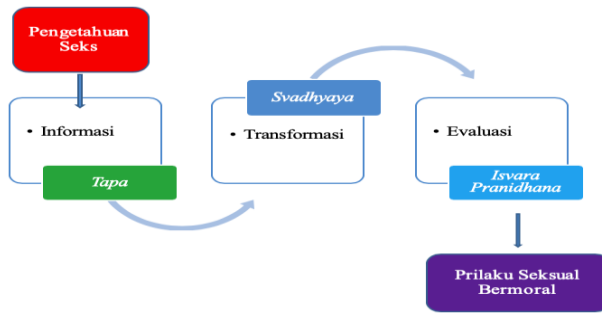 Pengetahuan
Seks
• Informasi
Tapa
Svadhyaya
• Transformasi
• Evaluasi
Isvara
Pranidhana
Prilaku Seksual
Bermoral